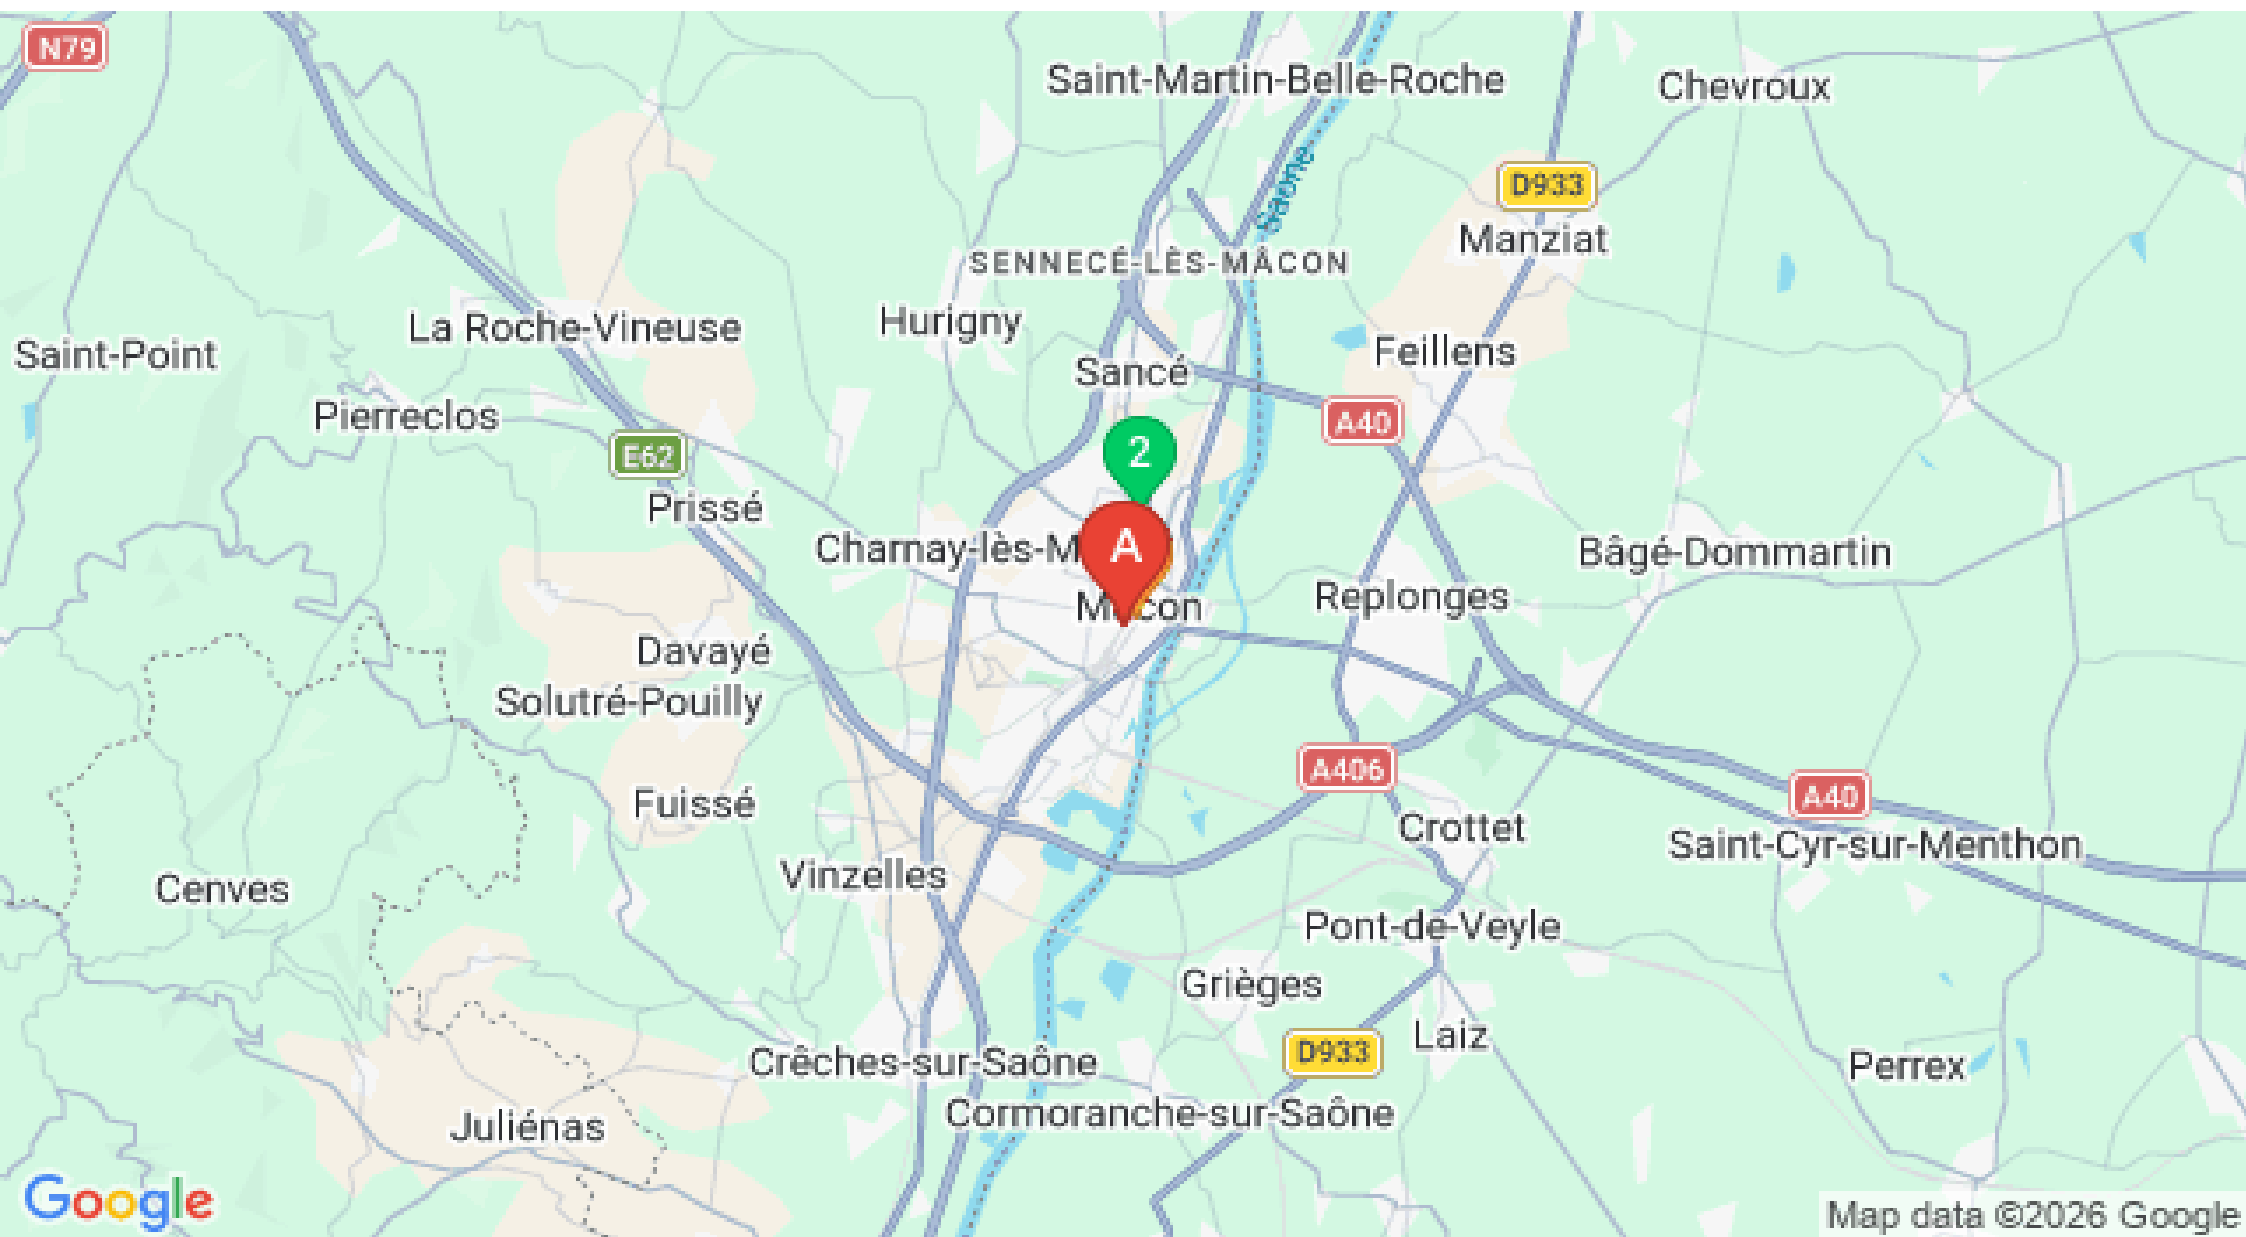 N79
Saint-Martin-Belle-Roche
Chevroux
Saône
D933
Manziat
SENNECÉ-LÈS-MÂCON
La Roche-Vineuse
Hurigny
Saint-Point
Feillens
Sancé
Pierreclos
A40
2
E62
Prissé
Charnay-lès-M
A
Bâgé-Dommartin
Replonges
Davayé
Solutré-Pouilly
A406
A40
Fuissé
Crottet
Saint-Cyr-sur-Menthon
Vinzelles
Cenves
Pont-de-Veyle
Grièges
Laiz
D933
Crêches-sur-Saône
Perrex
Cormoranche-sur-Saône
Juliénas
Google
Map data ©2026 Google